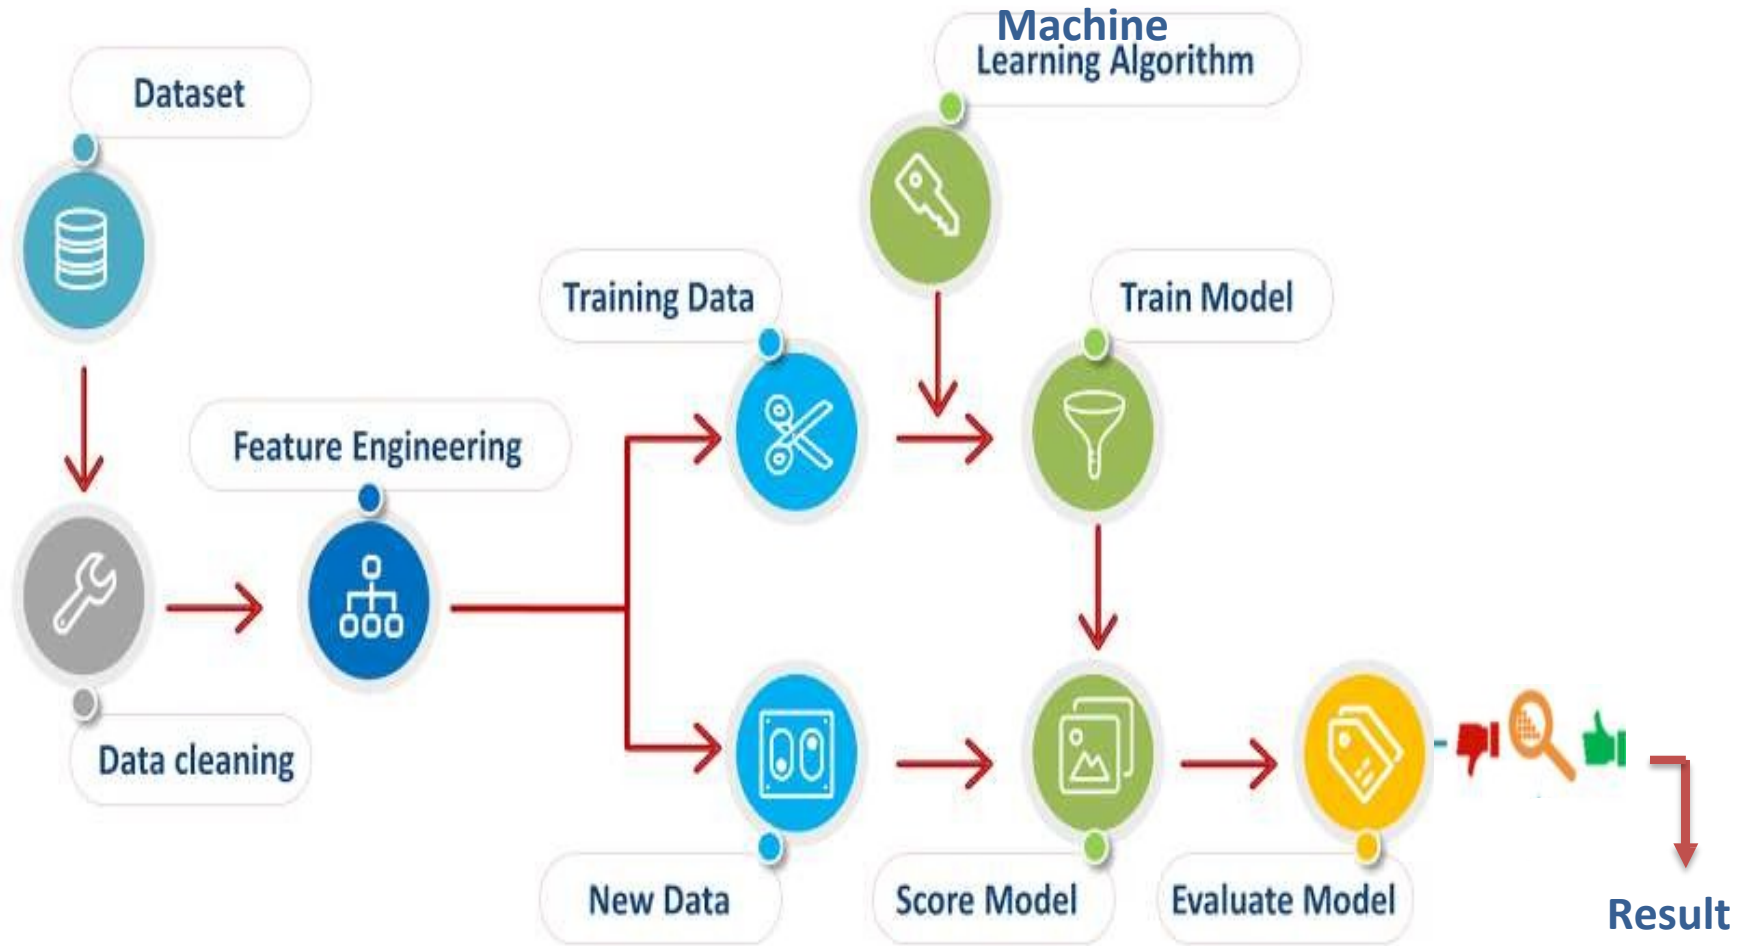 Machine
Learning Algorithm
Dataset
Training Data
Train Model
Feature Engineering
Data cleaning
New Data
Score Model
Evaluate Model
Result